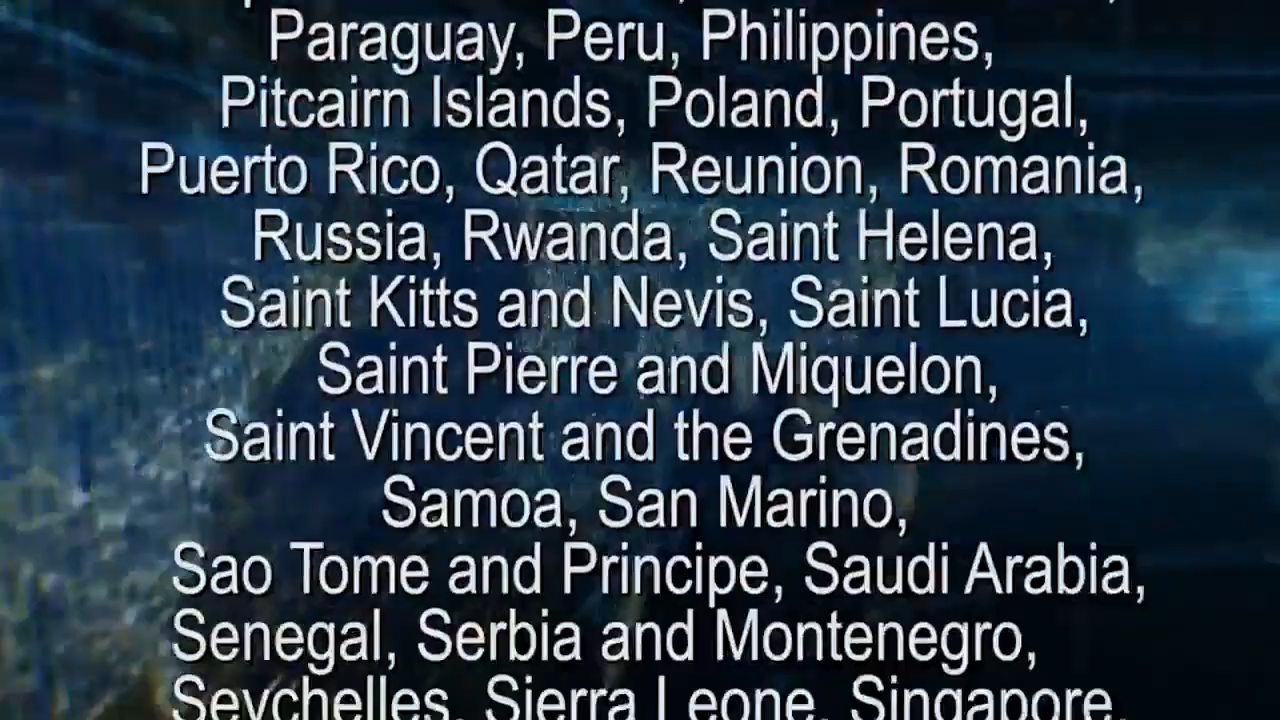 Paraguay, Peru, Philippines,
Pitcairn Islands, Poland, Portugal,
Puerto Rico, Qatar, Reunion, Romania,
Russia, Rwanda, Saint Helena,
Saint Kitts and Nevis, Saint Lucia,
Saint Pierre and Miquelon,
Saint Vincent and the Grenadines,
Samoa, San Marino,
Sao Tome and Principe, Saudi Arabia,
Senegal, Serbia and Montenegro,
Seychelles, Sierra Leone, Singapore,